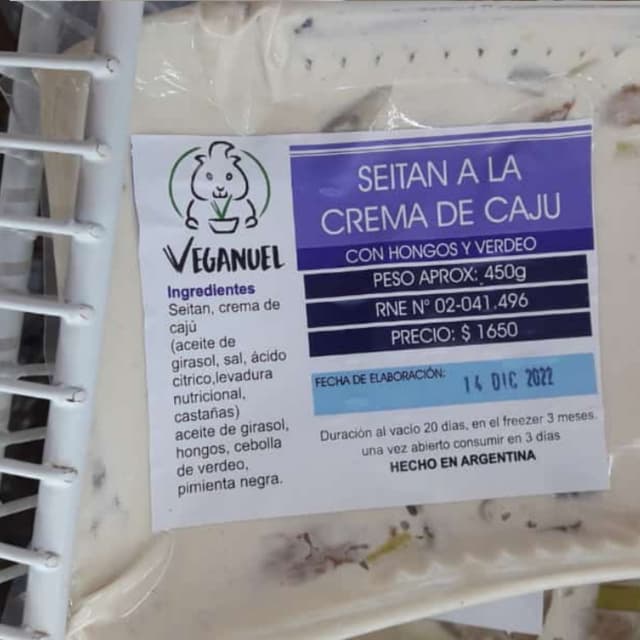 VEGANUEL
Ingredientes
Seitan, crema de
cajú
(aceite de
girasol, sal, ácido
citrico,levadura
nutricional,
castañas)
aceite de girasol,
hongos, cebolla
de verdeo,
pimienta negra.
SEITAN A LA
CREMA DE CAJU
CON HONGOS Y VERDEO
PESO APROX: 450g
RNE N° 02-041.496
PRECIO: $ 1650
FECHA DE ELABORACIÓN: 14 DIC 2022
Duración al vacio 20 dias, en el freezer 3 meses.
una vez abierto consumir en 3 dias
HECHO EN ARGENTINA